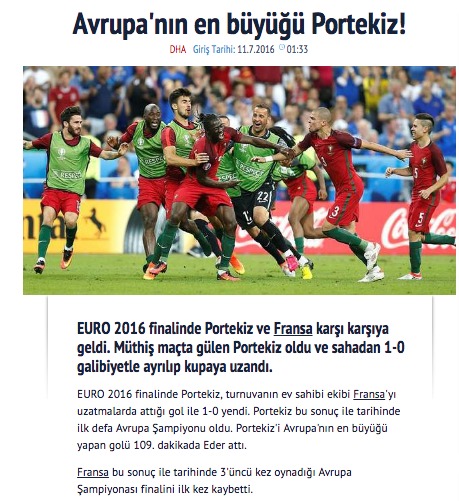 Avrupa'nın en büyüğü Portekiz!
DHA Giriş Tarihi: 11.7.2016 01:33
RESPECT
RESPECT
22
3
5
Coca-Cola
EURO 2016 finalinde Portekiz ve Fransa karşı karşıya
geldi. Müthiş maçta gülen Portekiz oldu ve sahadan 1-0
galibiyetle ayrılıp kupaya uzandı.
EURO 2016 finalinde Portekiz, turnuvanın ev sahibi ekibi Fransa'yı
uzatmalarda attığı gol ile 1-0 yendi. Portekiz bu sonuç ile tarihinde
ilk defa Avrupa Şampiyonu oldu. Portekiz'i Avrupa'nın en büyüğü
yapan golü 109. dakikada Eder attı.
Fransa bu sonuç ile tarihinde 3'üncü kez oynadığı Avrupa
Şampiyonası finalini ilk kez kaybetti.